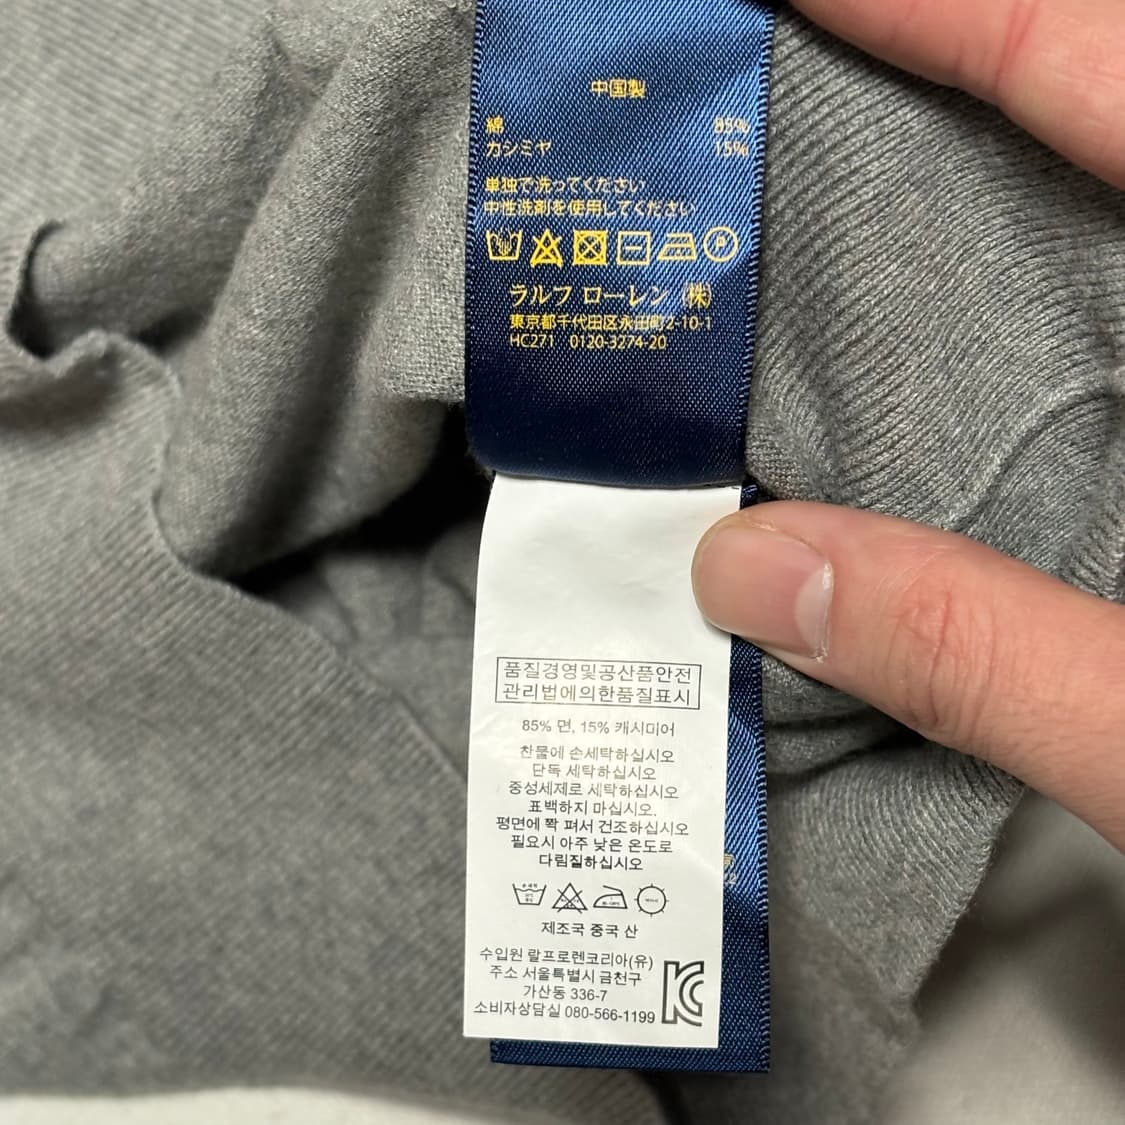 中国製
綿 85%
カシミヤ 15%
単独で洗ってください
中性洗剤を使用してください
P
ラルフ ローレン (株)
東京都千代田区永田町2-10-1
HC271 0120-3274-20
품질경영및공산품안전
관리법에의한품질표시
85% 면, 15% 캐시미어
찬물에 손세탁하실시오
단독 세탁하십시오
중성세제로 세탁하십시오
표백하지 마십시오.
평면에 쫙 펴서 건조하십시오
필요시 아주 낮은 온도로
다림질하십시오
제조국 중국 산
수입원 랄프로렌코리아(유)
주소 서울특별시 금천구
가산동 336-7
소비자상담실 080-566-1199